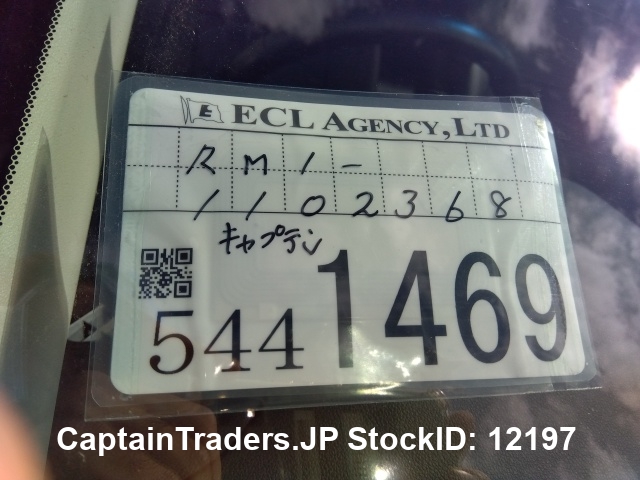 E ECL AGENCY, LTD
RM1-
1102368
キャプテン
544 1469
CaptainTraders.JP StockID: 12197